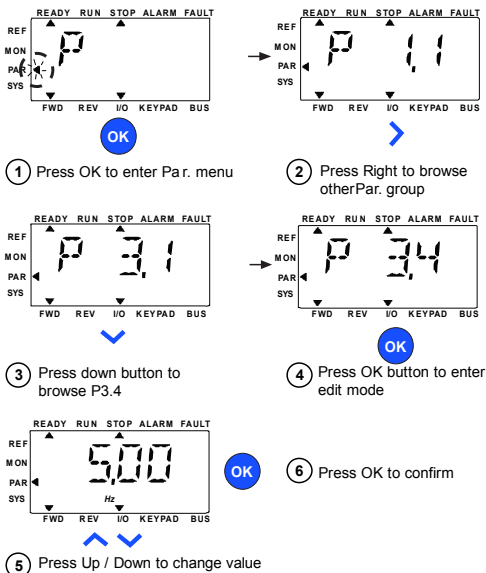 READY RUN STOP ALARM FAULT
REF
MON
PAR
SYS
P
FWD REV I/O KEYPAD BUS
OK
1 Press OK to enter Par. menu
READY RUN STOP ALARM FAULT
REF
MON
PAR
SYS
P 1.1
FWD REV I/O KEYPAD BUS
2 Press Right to browse
otherPar. group
READY RUN STOP ALARM FAULT
REF
MON
PAR
SYS
P 3.1
FWD REV I/O KEYPAD BUS
3 Press down button to
browse P3.4
READY RUN STOP ALARM FAULT
REF
MON
PAR
SYS
P 3.4
FWD REV I/O KEYPAD BUS
OK
4 Press OK button to enter
edit mode
READY RUN STOP ALARM FAULT
REF
MON
PAR
SYS
5.00
Hz
FWD REV I/O KEYPAD BUS
5 Press Up / Down to change value
OK
6 Press OK to confirm